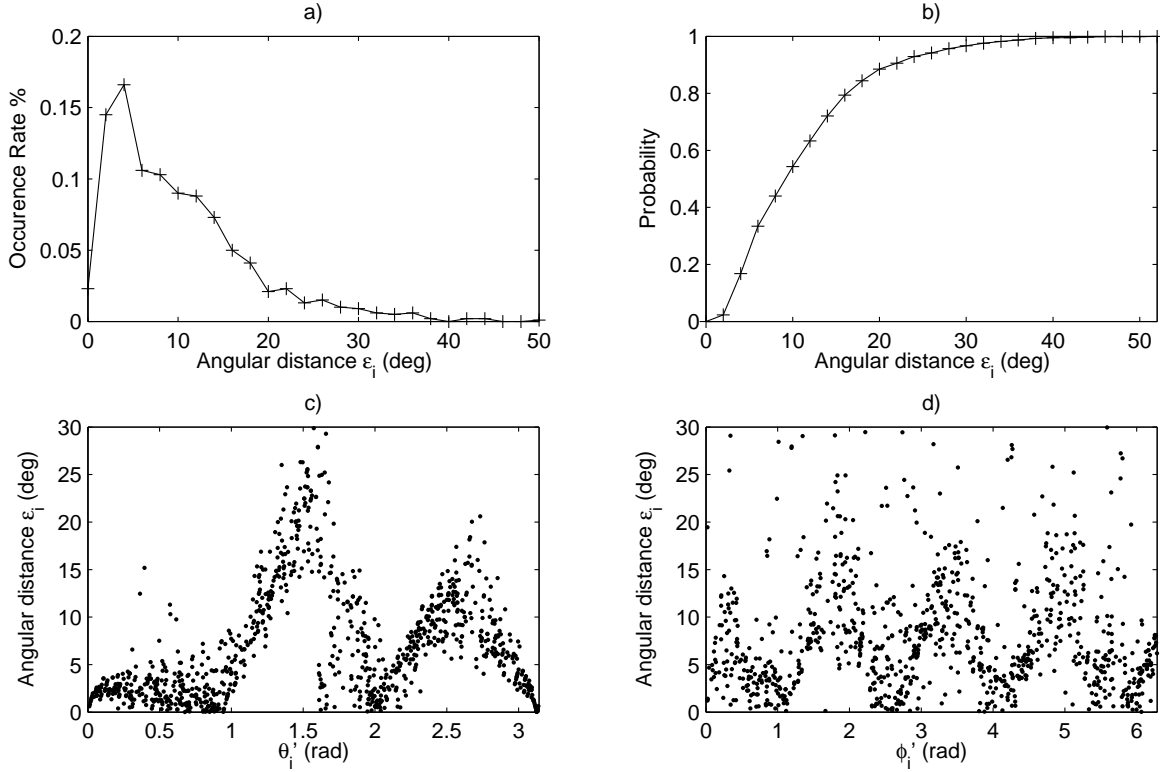 a)
0.2
0.15
0.1
0.05
0
Occurence Rate %
0 10 20 30 40 50
Angular distance ε_i (deg)
b)
1
0.8
0.6
0.4
0.2
0
Probability
0 10 20 30 40 50
Angular distance ε_i (deg)
c)
30
25
20
15
10
5
0
Angular distance ε_i (deg)
0 0.5 1 1.5 2 2.5 3
θ_i' (rad)
d)
30
25
20
15
10
5
0
Angular distance ε_i (deg)
0 1 2 3 4 5 6
ϕ_i' (rad)